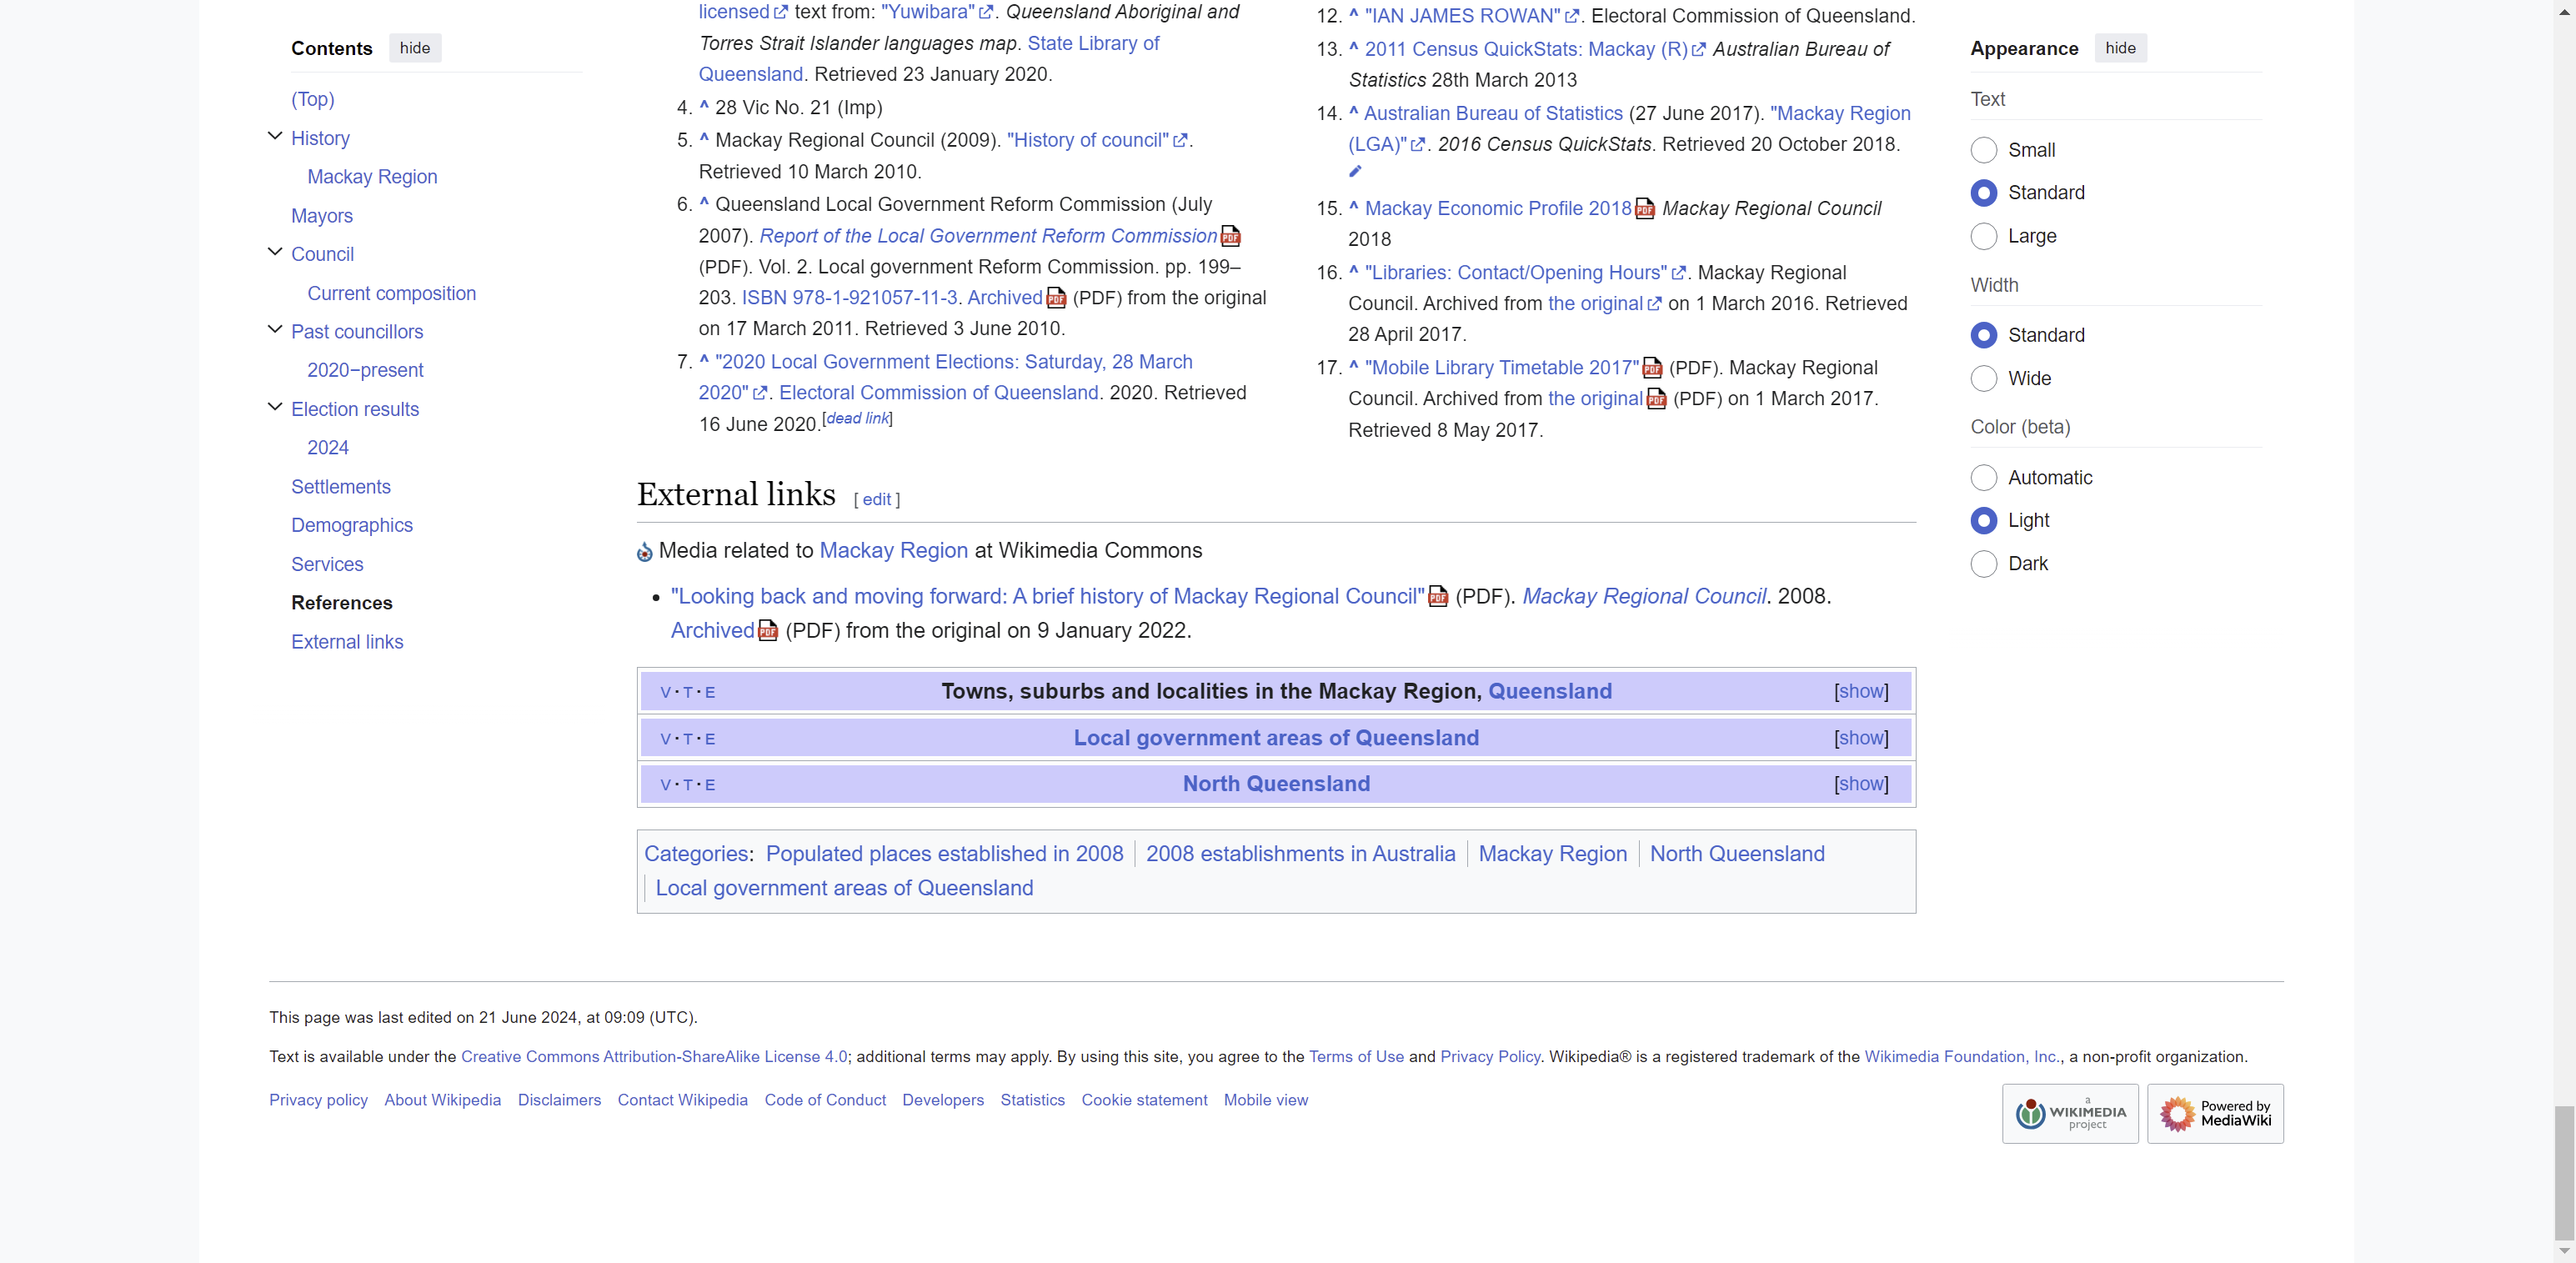 Contents hide
(Top)
History
Mackay Region
Mayors
Council
Current composition
Past councillors
2020–present
Election results
2024
Settlements
Demographics
Services
References
External links
licensed text from: "Yuwibara". Queensland Aboriginal and
Torres Strait Islander languages map. State Library of
Queensland. Retrieved 23 January 2020.
4. ^ 28 Vic No. 21 (Imp)
5. ^ Mackay Regional Council (2009). "History of council".
Retrieved 10 March 2010.
6. ^ Queensland Local Government Reform Commission (July
2007). Report of the Local Government Reform Commission
(PDF). Vol. 2. Local government Reform Commission. pp. 199–
203. ISBN 978-1-921057-11-3. Archived (PDF) from the original
on 17 March 2011. Retrieved 3 June 2010.
7. ^ "2020 Local Government Elections: Saturday, 28 March
2020". Electoral Commission of Queensland. 2020. Retrieved
16 June 2020.[dead link]
12. ^ "IAN JAMES ROWAN". Electoral Commission of Queensland.
13. ^ 2011 Census QuickStats: Mackay (R) Australian Bureau of
Statistics 28th March 2013
14. ^ Australian Bureau of Statistics (27 June 2017). "Mackay Region
(LGA)". 2016 Census QuickStats. Retrieved 20 October 2018.
15. ^ Mackay Economic Profile 2018 Mackay Regional Council
2018
16. ^ "Libraries: Contact/Opening Hours". Mackay Regional
Council. Archived from the original on 1 March 2016. Retrieved
28 April 2017.
17. ^ "Mobile Library Timetable 2017" (PDF). Mackay Regional
Council. Archived from the original (PDF) on 1 March 2017.
Retrieved 8 May 2017.
External links [ edit ]
Media related to Mackay Region at Wikimedia Commons
• "Looking back and moving forward: A brief history of Mackay Regional Council" (PDF). Mackay Regional Council. 2008.
Archived (PDF) from the original on 9 January 2022.
V · T · E Towns, suburbs and localities in the Mackay Region, Queensland [show]
V · T · E Local government areas of Queensland [show]
V · T · E North Queensland [show]
Categories: Populated places established in 2008 | 2008 establishments in Australia | Mackay Region | North Queensland
| Local government areas of Queensland
Appearance hide
Text
Small
Standard
Large
Width
Standard
Wide
Color (beta)
Automatic
Light
Dark
This page was last edited on 21 June 2024, at 09:09 (UTC).
Text is available under the Creative Commons Attribution-ShareAlike License 4.0; additional terms may apply. By using this site, you agree to the Terms of Use and Privacy Policy. Wikipedia® is a registered trademark of the Wikimedia Foundation, Inc., a non-profit organization.
Privacy policy About Wikipedia Disclaimers Contact Wikipedia Code of Conduct Developers Statistics Cookie statement Mobile view
a
WIKIMEDIA
project
Powered by
MediaWiki